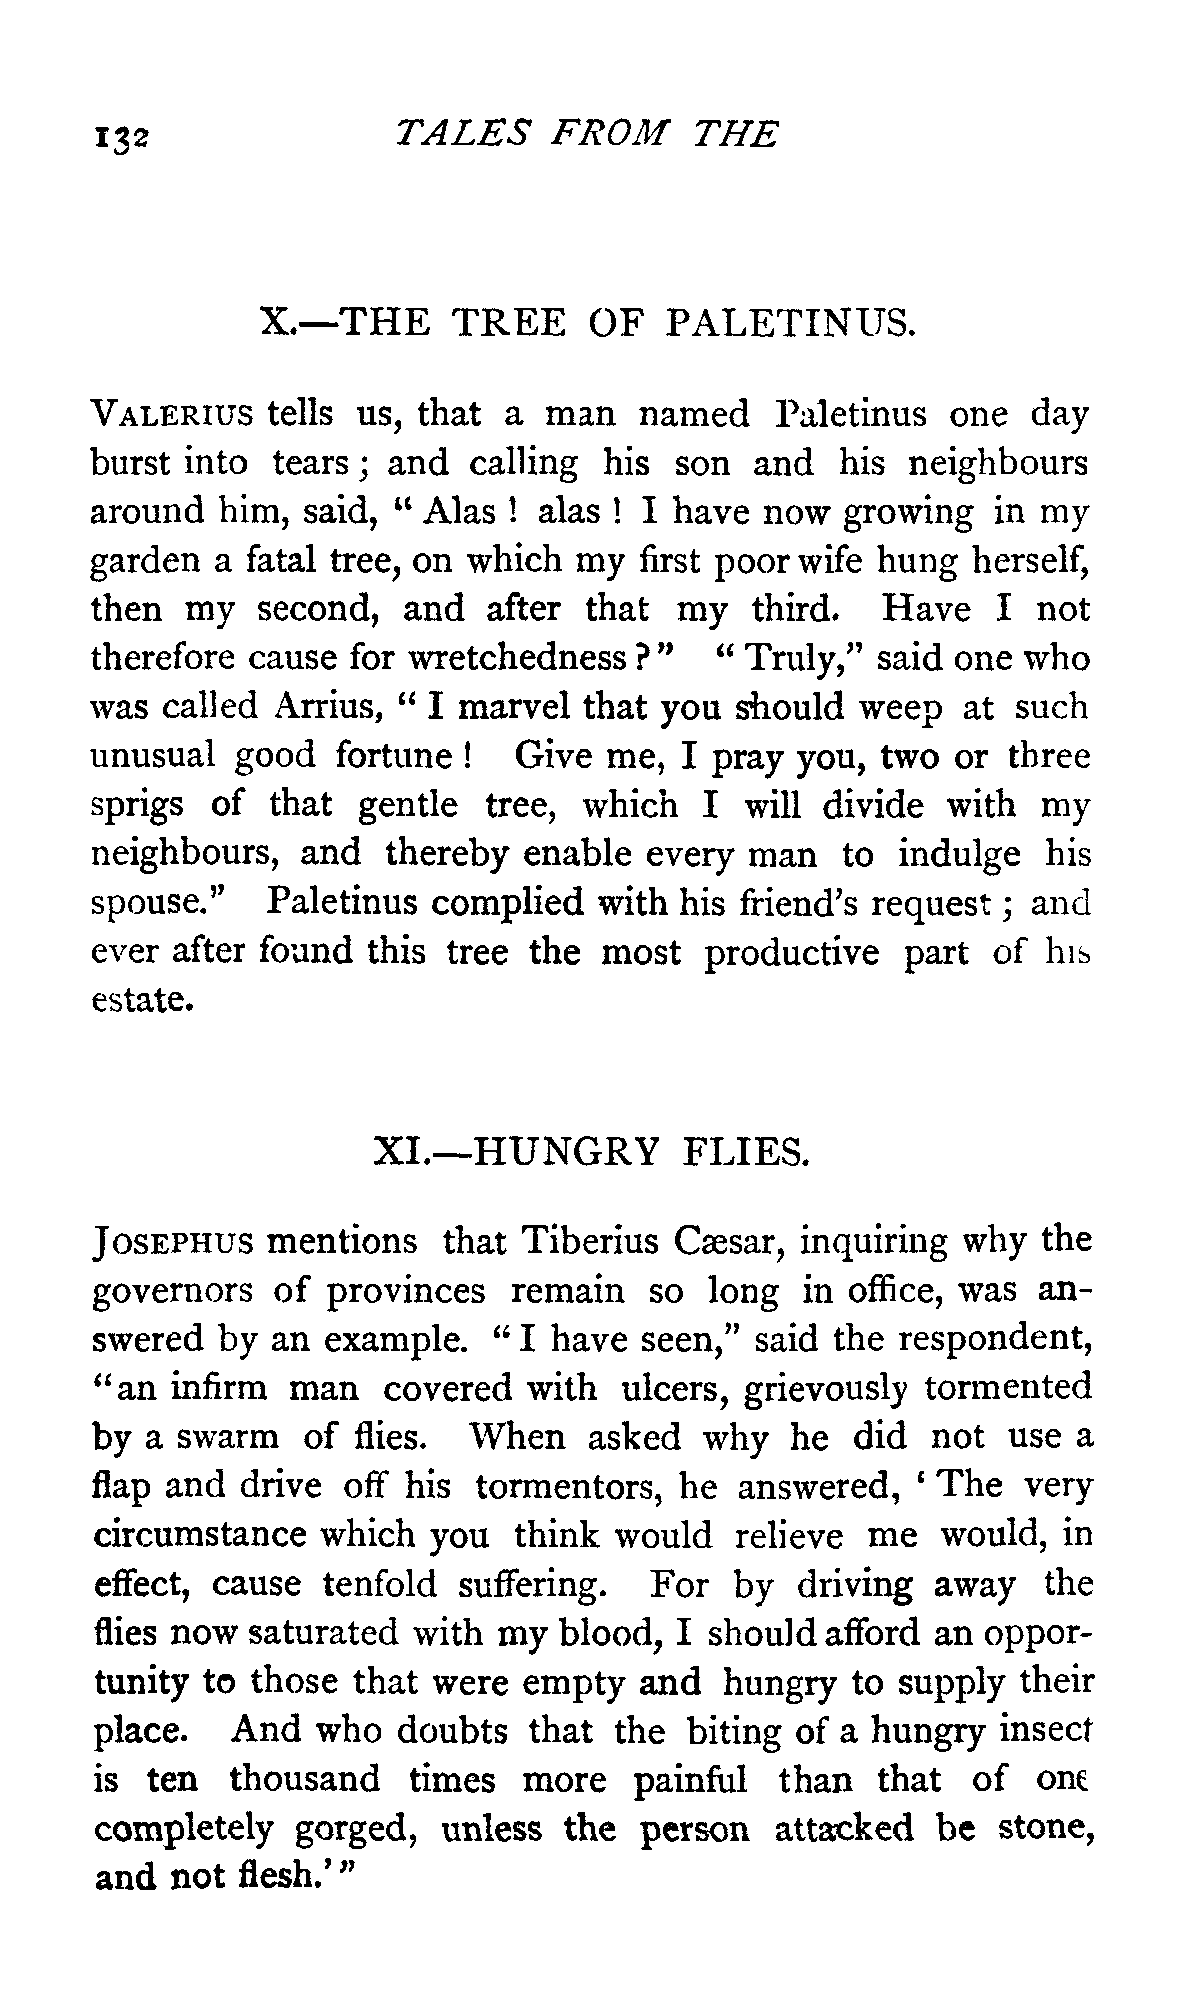 132 TALES FROM THE
X.—THE TREE OF PALETINUS.
VALERIUS tells us, that a man named Paletinus one day
burst into tears; and calling his son and his neighbours
around him, said, “Alas! alas! I have now growing in my
garden a fatal tree, on which my first poor wife hung herself,
then my second, and after that my third. Have I not
therefore cause for wretchedness?” “Truly,” said one who
was called Arrius, “I marvel that you should weep at such
unusual good fortune! Give me, I pray you, two or three
sprigs of that gentle tree, which I will divide with my
neighbours, and thereby enable every man to indulge his
spouse.” Paletinus complied with his friend’s request; and
ever after found this tree the most productive part of his
estate.
XI.—HUNGRY FLIES.
JOSEPHUS mentions that Tiberius Cæsar, inquiring why the
governors of provinces remain so long in office, was an-
swered by an example. “I have seen,” said the respondent,
“an infirm man covered with ulcers, grievously tormented
by a swarm of flies. When asked why he did not use a
flap and drive off his tormentors, he answered, ‘The very
circumstance which you think would relieve me would, in
effect, cause tenfold suffering. For by driving away the
flies now saturated with my blood, I should afford an oppor-
tunity to those that were empty and hungry to supply their
place. And who doubts that the biting of a hungry insect
is ten thousand times more painful than that of one
completely gorged, unless the person attacked be stone,
and not flesh.’”